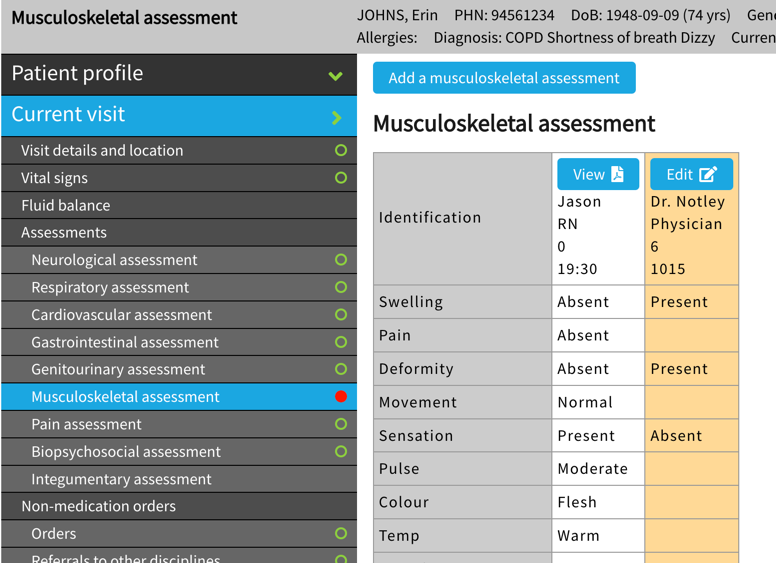 Musculoskeletal assessment
JOHNS, Erin PHN: 94561234 DoB: 1948-09-09 (74 yrs)
Allergies: Diagnosis: COPD Shortness of breath Dizzy
Patient profile
Current visit
Visit details and location
Vital signs
Fluid balance
Assessments
Neurological assessment
Respiratory assessment
Cardiovascular assessment
Gastrointestinal assessment
Genitourinary assessment
Musculoskeletal assessment
Pain assessment
Biopsychosocial assessment
Integumentary assessment
Non-medication orders
Orders
Referrals to other disciplines
Add a musculoskeletal assessment
Musculoskeletal assessment
Identification
View
Jason
RN
0
19:30
Edit
Dr. Notley
Physician
6
1015
Swelling Absent Present
Pain Absent
Deformity Absent Present
Movement Normal
Sensation Present Absent
Pulse Moderate
Colour Flesh
Temp Warm